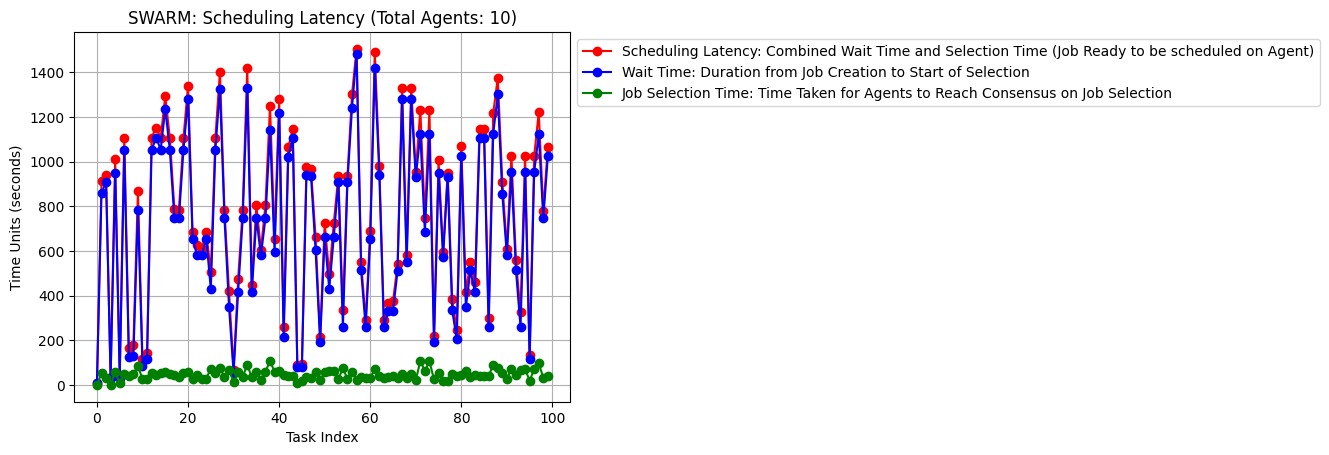 SWARM: Scheduling Latency (Total Agents: 10)
Scheduling Latency: Combined Wait Time and Selection Time (Job Ready to be scheduled on Agent)
Wait Time: Duration from Job Creation to Start of Selection
Job Selection Time: Time Taken for Agents to Reach Consensus on Job Selection
Time Units (seconds)
1400
1200
1000
800
600
400
200
0
0 20 40 60 80 100
Task Index